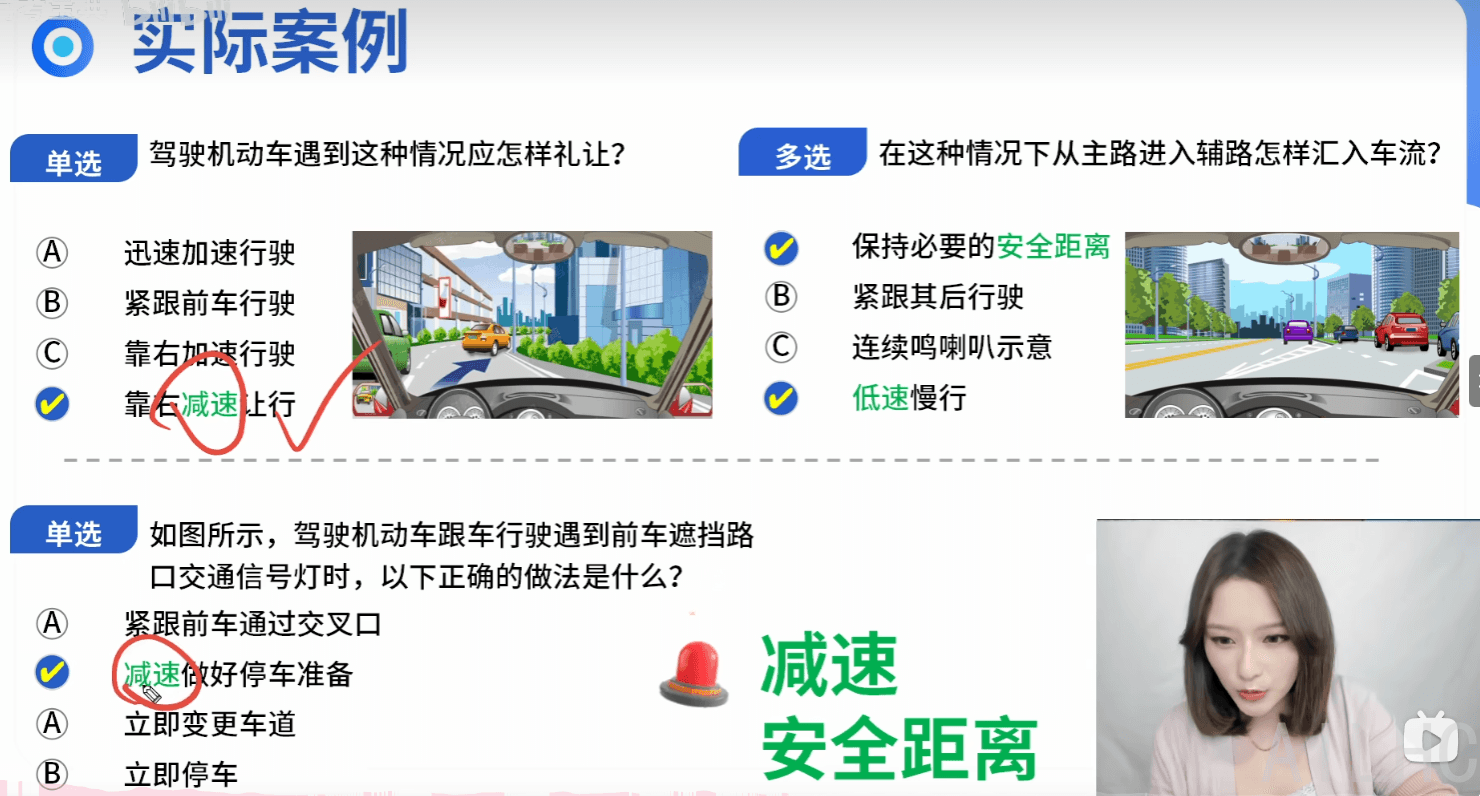 实际案例
单选 驾驶机动车遇到这种情况应怎样礼让?
A 迅速加速行驶
B 紧跟前车行驶
C 靠右加速行驶
靠右减速让行
多选 在这种情况下从主路进入辅路怎样汇入车流?
保持必要的安全距离
B 紧跟其后行驶
C 连续鸣喇叭示意
低速慢行
单选 如图所示，驾驶机动车跟车行驶遇到前车遮挡路
口交通信号灯时，以下正确的做法是什么?
A 紧跟前车通过交叉口
减速做好停车准备
A 立即变更车道
B 立即停车
减速
安全距离